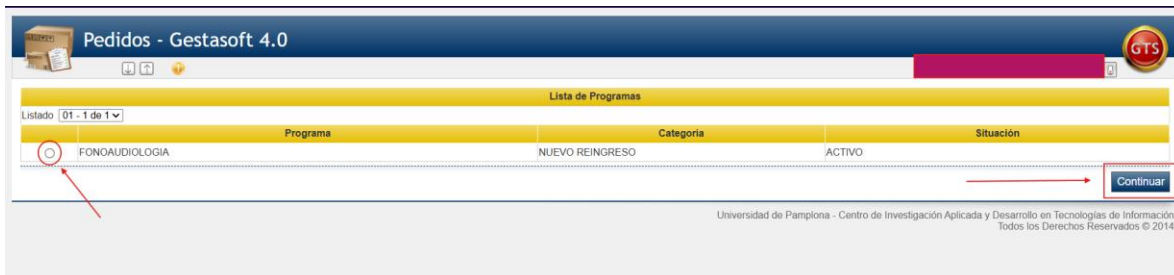 Pedidos - Gestasoft 4.0
GTS
Lista de Programas
Listado 01 - 1 de 1
Programa Categoria Situación
FONOAUDIOLOGIA NUEVO REINGRESO ACTIVO
Continuar
Universidad de Pamplona - Centro de Investigación Aplicada y Desarrollo en Tecnologías de Información
Todos los Derechos Reservados © 2014